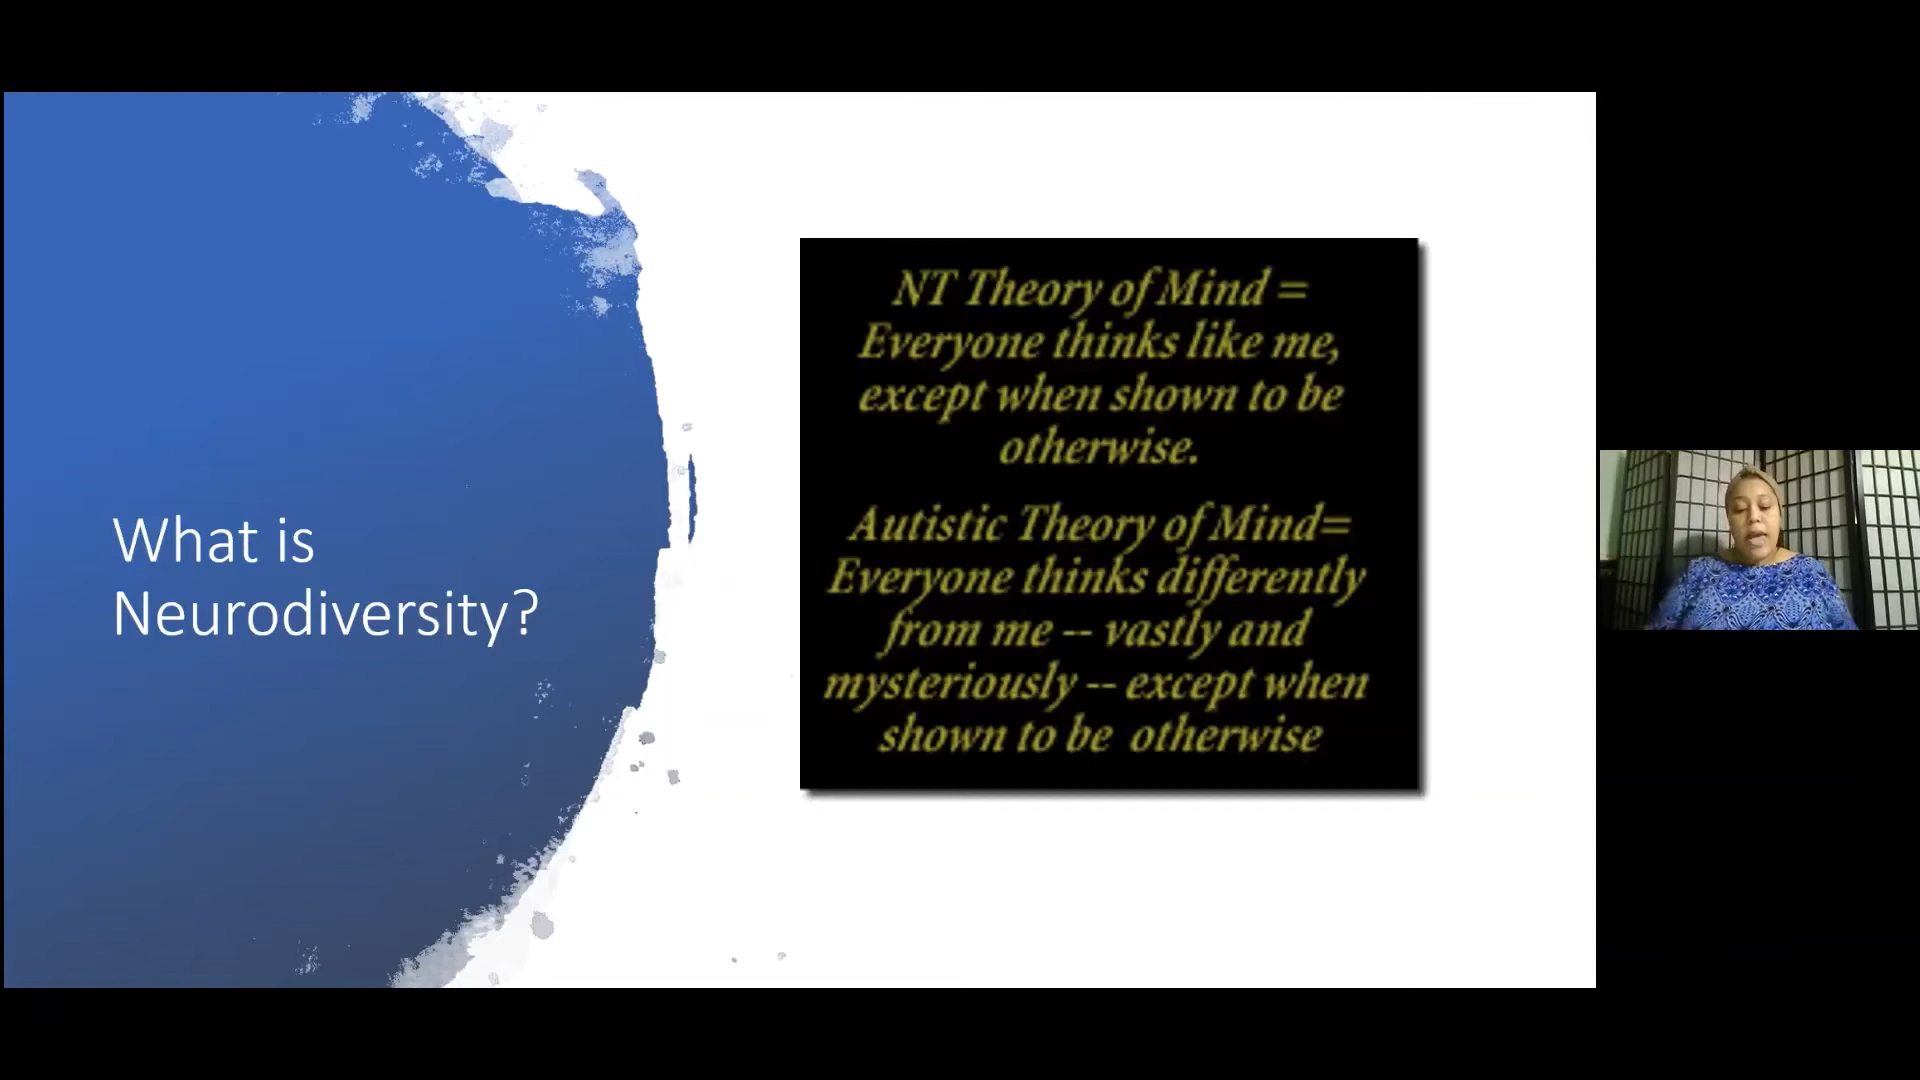 What is
Neurodiversity?
NT Theory of Mind =
Everyone thinks like me,
except when shown to be
otherwise.
Autistic Theory of Mind=
Everyone thinks differently
from me -- vastly and
mysteriously -- except when
shown to be otherwise